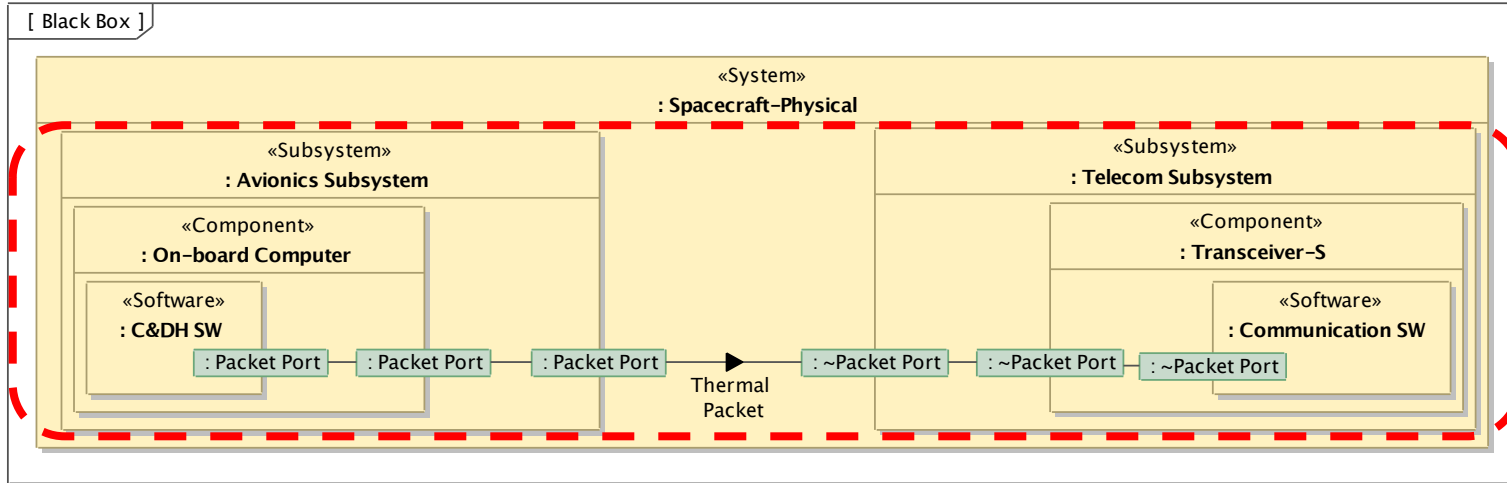 [ Black Box ]
«System»
: Spacecraft-Physical
«Subsystem»
: Avionics Subsystem
«Component»
: On-board Computer
«Software»
: C&DH SW
: Packet Port
: Packet Port
: Packet Port
Thermal
Packet
«Subsystem»
: Telecom Subsystem
«Component»
: Transceiver-S
«Software»
: Communication SW
: ~Packet Port
: ~Packet Port
: ~Packet Port